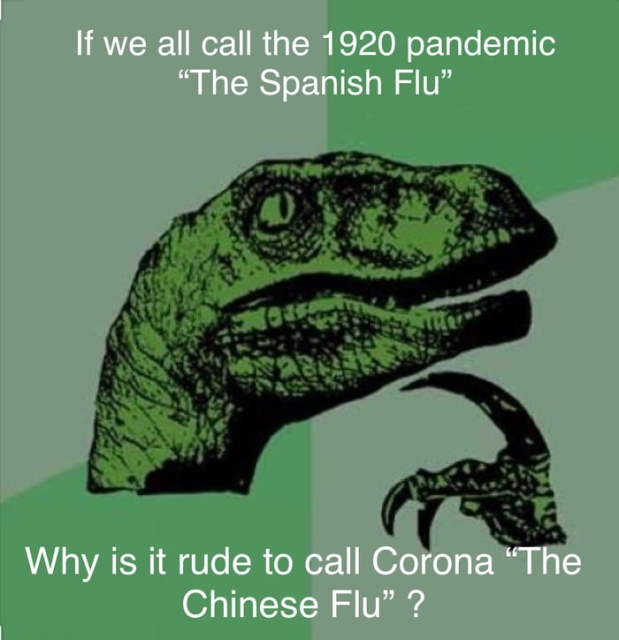 If we all call the 1920 pandemic
“The Spanish Flu”
Why is it rude to call Corona “The
Chinese Flu” ?